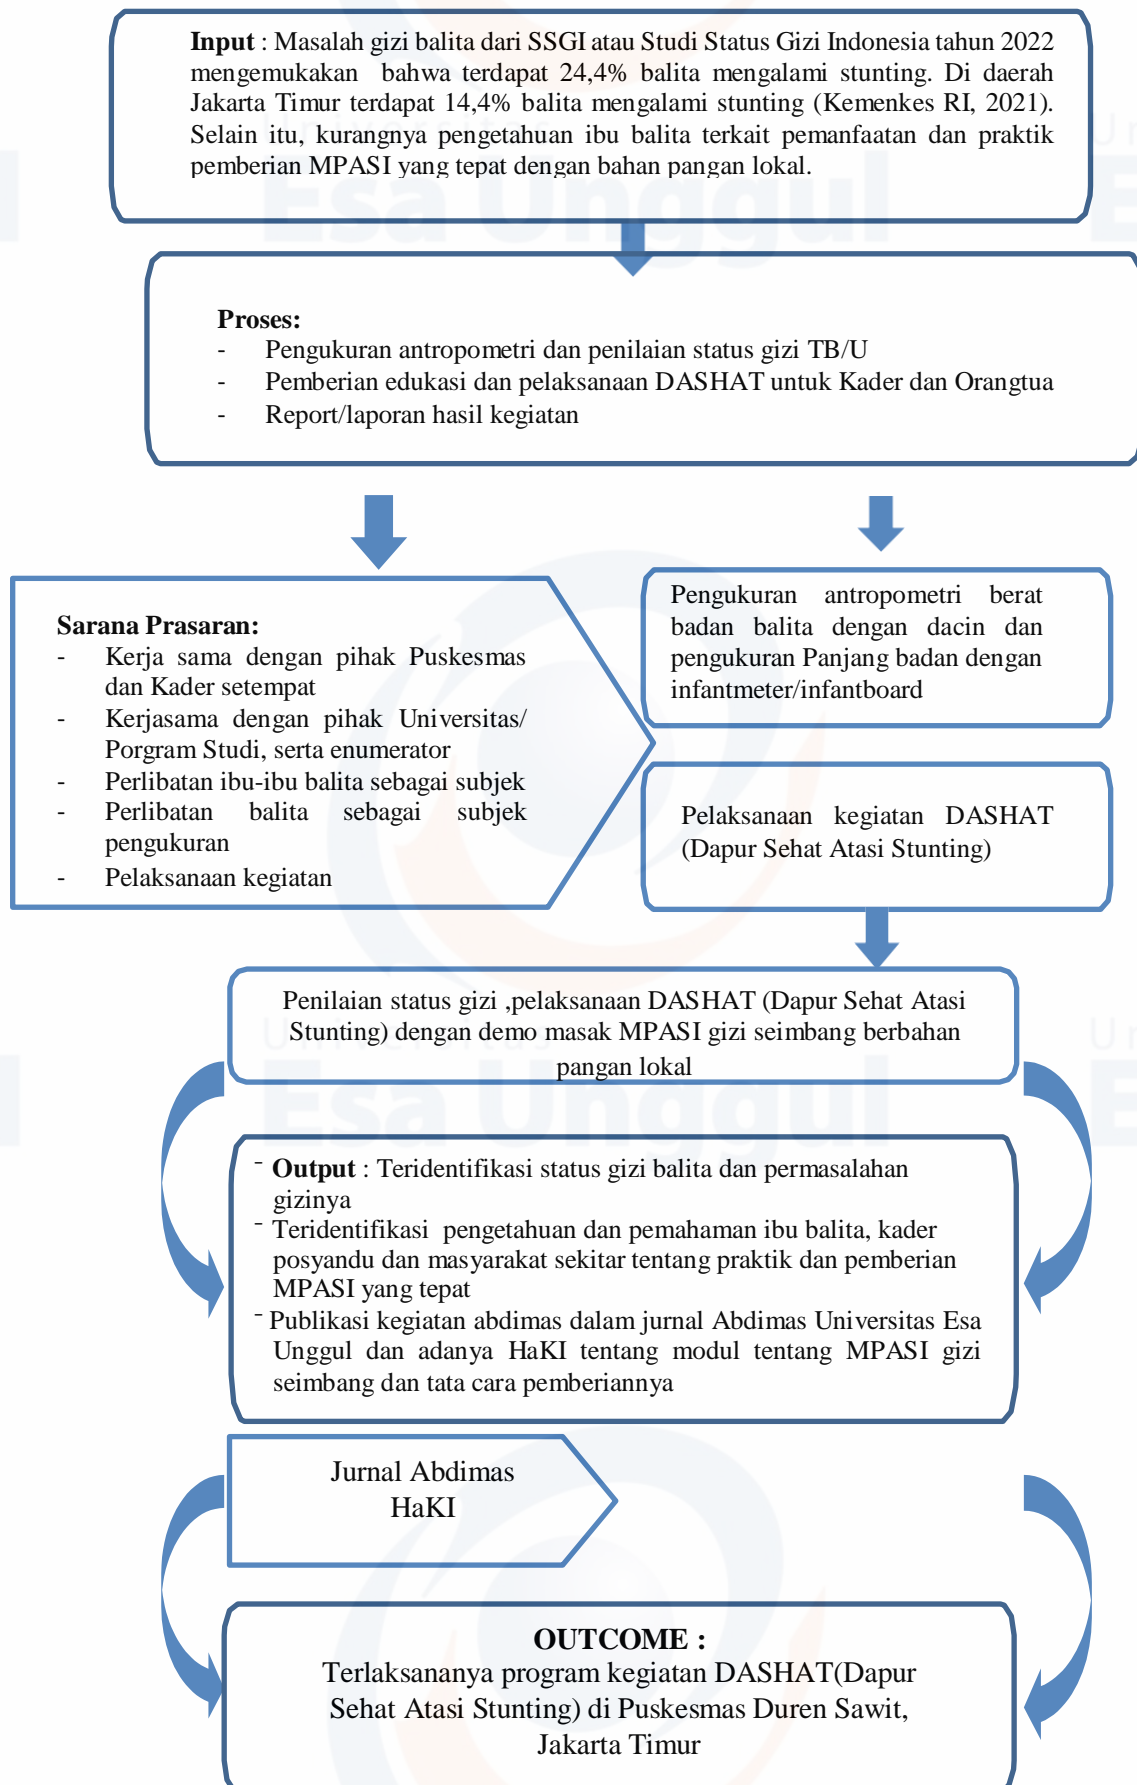 Input : Masalah gizi balita dari SSGI atau Studi Status Gizi Indonesia tahun 2022
mengemukakan bahwa terdapat 24,4% balita mengalami stunting. Di daerah
Jakarta Timur terdapat 14,4% balita mengalami stunting (Kemenkes RI, 2021).
Selain itu, kurangnya pengetahuan ibu balita terkait pemanfaatan dan praktik
pemberian MPASI yang tepat dengan bahan pangan lokal.
Universitas
Esa Unggul
Proses:
- Pengukuran antropometri dan penilaian status gizi TB/U
- Pemberian edukasi dan pelaksanaan DASHAT untuk Kader dan Orangtua
- Report/laporan hasil kegiatan
Sarana Prasaran:
- Kerja sama dengan pihak Puskesmas
dan Kader setempat
- Kerjasama dengan pihak Universitas/
Porgram Studi, serta enumerator
- Perlibatan ibu-ibu balita sebagai subjek
- Perlibatan balita sebagai subjek
pengukuran
- Pelaksanaan kegiatan
Pengukuran antropometri berat
badan balita dengan dacin dan
pengukuran Panjang badan dengan
infantmeter/infantboard
Pelaksanaan kegiatan DASHAT
(Dapur Sehat Atasi Stunting)
Penilaian status gizi ,pelaksanaan DASHAT (Dapur Sehat Atasi
Stunting) dengan demo masak MPASI gizi seimbang berbahan
pangan lokal
Universitas
Esa Unggul
- Output : Teridentifikasi status gizi balita dan permasalahan
gizinya
- Teridentifikasi pengetahuan dan pemahaman ibu balita, kader
posyandu dan masyarakat sekitar tentang praktik dan pemberian
MPASI yang tepat
- Publikasi kegiatan abdimas dalam jurnal Abdimas Universitas Esa
Unggul dan adanya HaKI tentang modul tentang MPASI gizi
seimbang dan tata cara pemberiannya
Jurnal Abdimas
HaKI
OUTCOME :
Terlaksananya program kegiatan DASHAT(Dapur
Sehat Atasi Stunting) di Puskesmas Duren Sawit,
Jakarta Timur